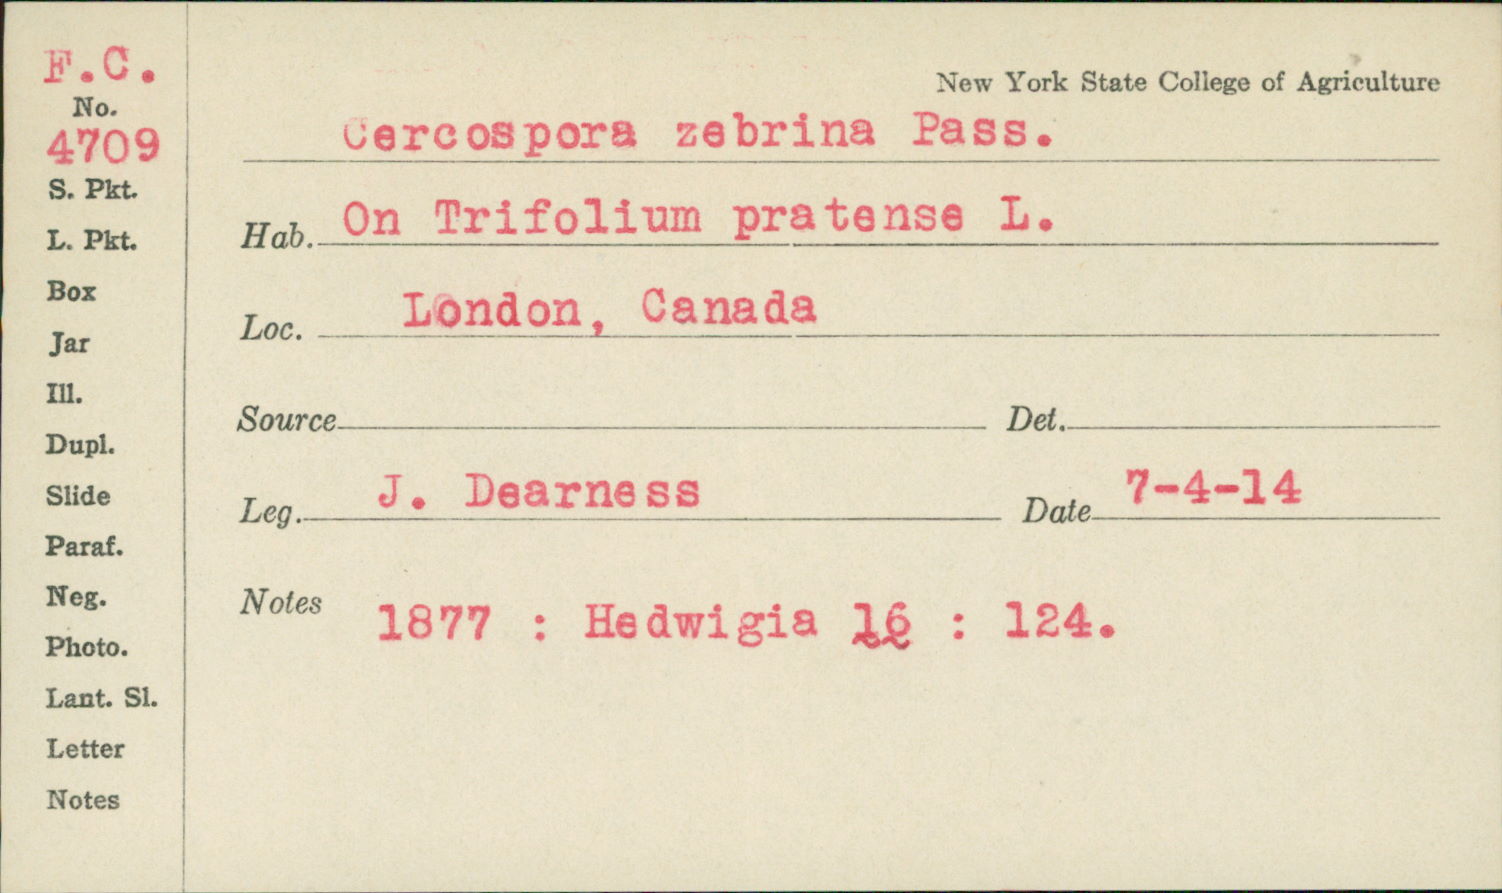 F.C.
No.
4709
S. Pkt.
L. Pkt.
Box
Jar
Ill.
Dupl.
Slide
Paraf.
Neg.
Photo.
Lant. Sl.
Letter
Notes
New York State College of Agriculture
Cercospora zebrina Pass.
Hab. On Trifolium pratense L.
Loc. London, Canada
Source Det.
Leg. J. Dearness Date 7-4-14
Notes 1877 : Hedwigia 16 : 124.